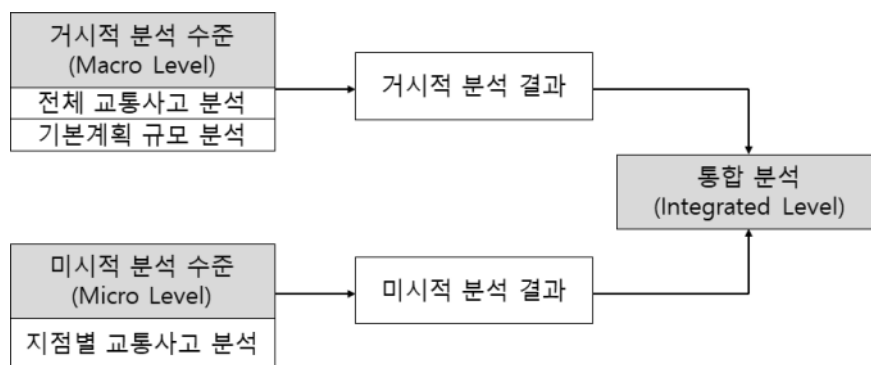 거시적 분석 수준
(Macro Level)
전체 교통사고 분석
기본계획 규모 분석
거시적 분석 결과
통합 분석
(Integrated Level)
미시적 분석 수준
(Micro Level)
지점별 교통사고 분석
미시적 분석 결과